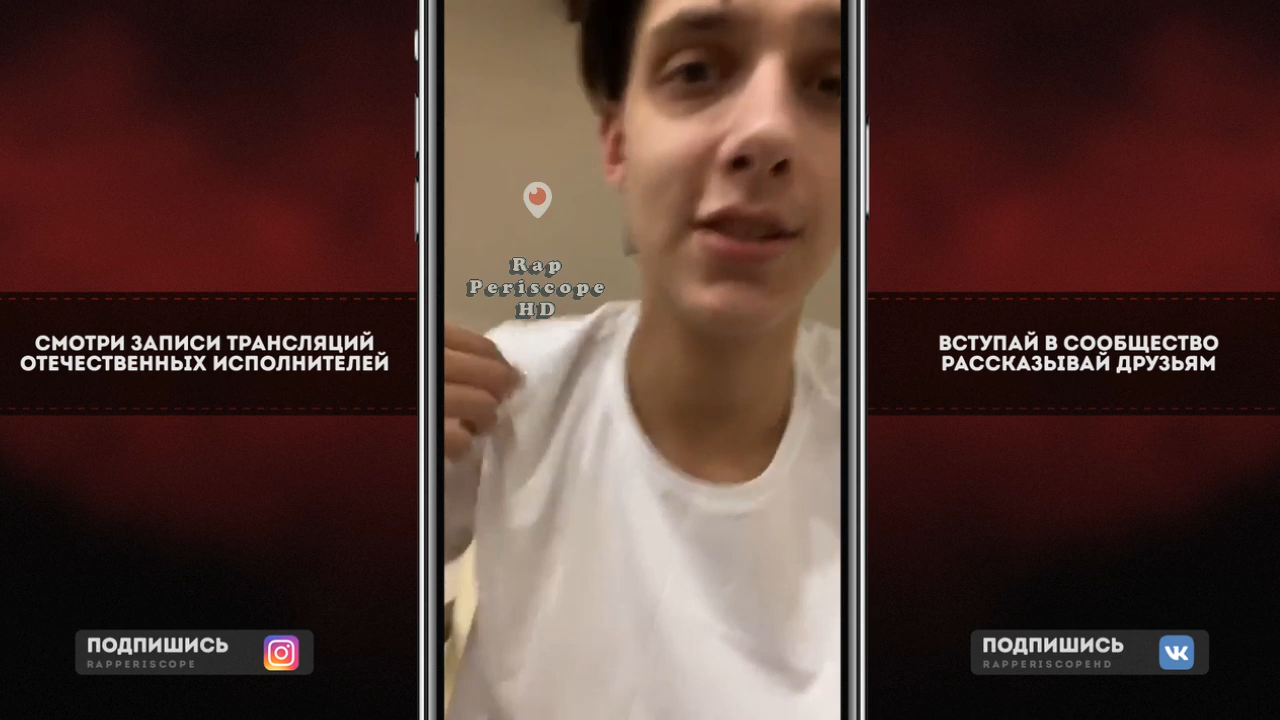 Rap
Periscope
HD
СМОТРИ ЗАПИСИ ТРАНСЛЯЦИЙ
ОТЕЧЕСТВЕННЫХ ИСПОЛНИТЕЛЕЙ
ВСТУПАЙ В СООБЩЕСТВО
РАССКАЗЫВАЙ ДРУЗЬЯМ
ПОДПИШИСЬ
RAPPERISCOPE
ПОДПИШИСЬ
RAPPERISCOPEHD